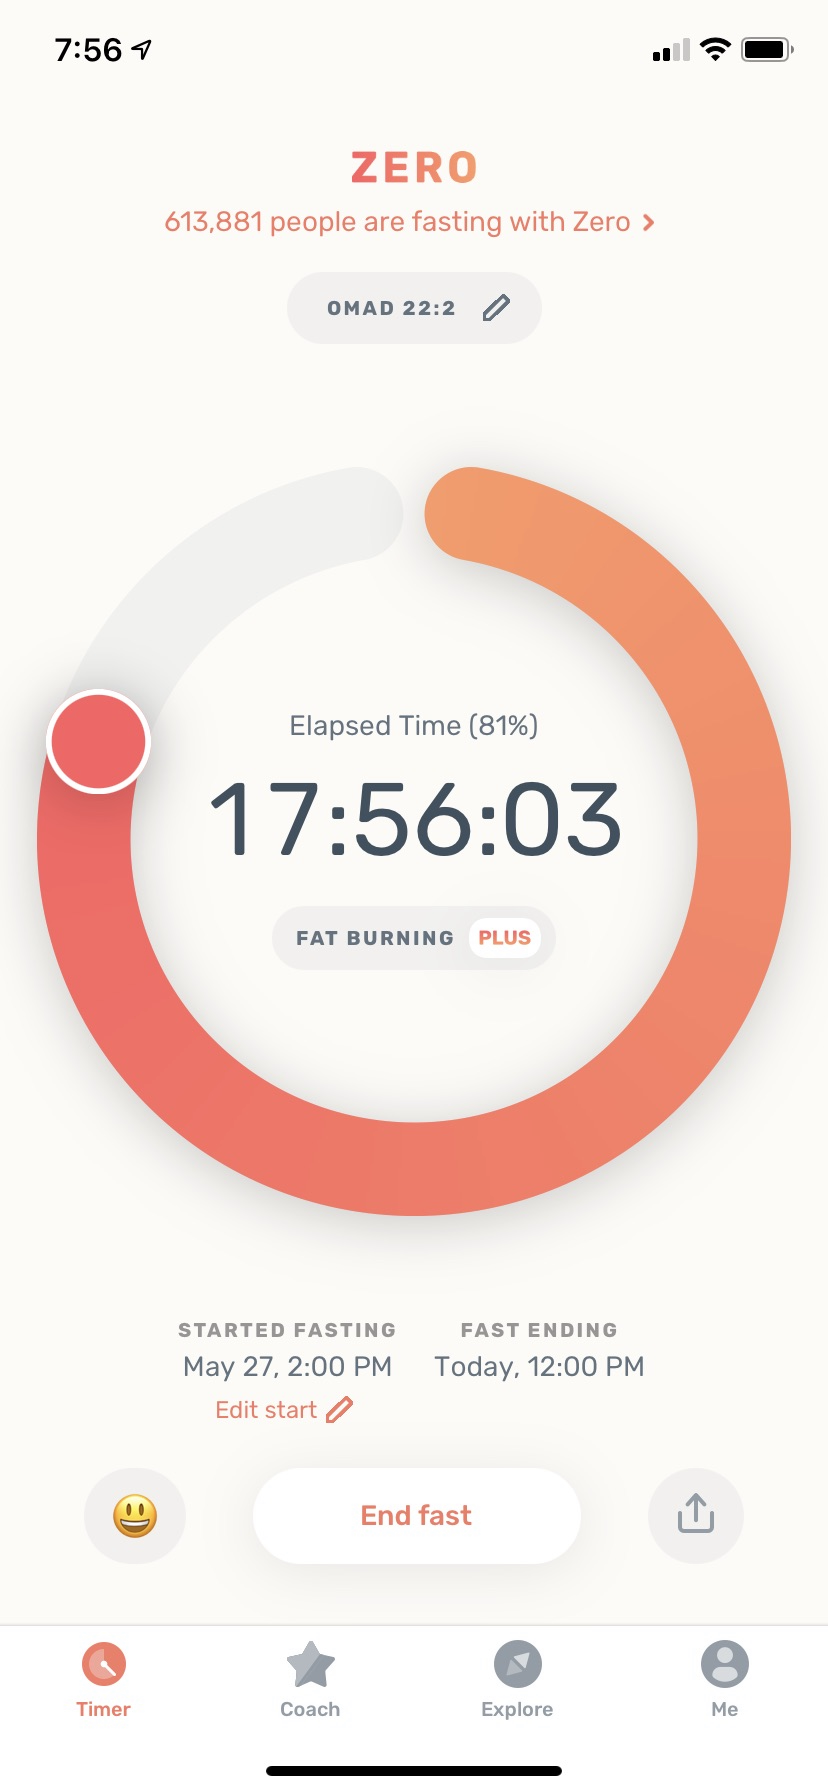 7:56
ZERO
613,881 people are fasting with Zero
OMAD 22:2
Elapsed Time (81%)
17:56:03
FAT BURNING PLUS
STARTED FASTING FAST ENDING
May 27, 2:00 PM Today, 12:00 PM
Edit start
End fast
Timer Coach Explore Me